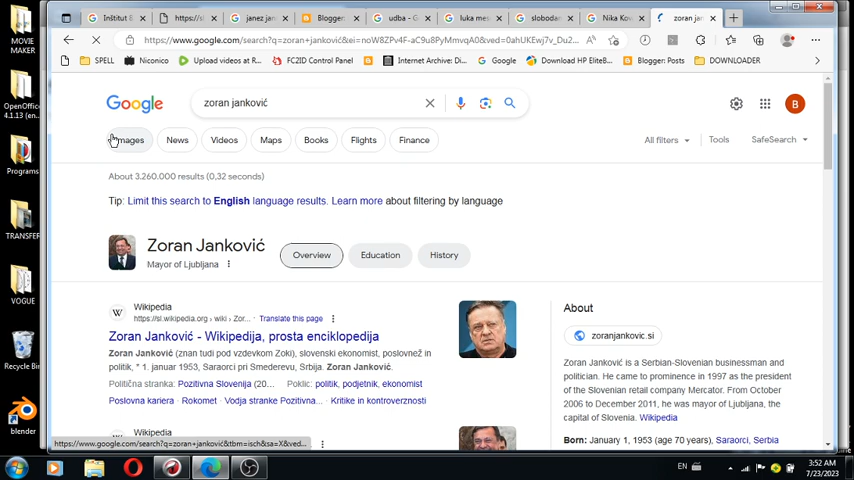 MOVIE
MAKER
OpenOffice
4.1.13 (en...
Programs
TRANSFER
VOGUE
Recycle Bin
blender
Inštitut 8
https://sl
janez jan
Blogger
udba - G
luka mes
slobodar
Nika Ko
zoran jan
https://www.google.com/search?q=zoran+janković&ei=noW8ZPv4F-aC9u8PyMmvqA0&ved=0ahUKEwj7v_Du2...
SPELL
Niconico
Upload videos at R...
FC2ID Control Panel
Internet Archive: Di...
Google
Download HP EliteB...
Blogger: Posts
DOWNLOADER
Google
zoran janković
B
Images
News
Videos
Maps
Books
Flights
Finance
All filters
Tools
SafeSearch
About 3.260.000 results (0,32 seconds)
Tip: Limit this search to English language results. Learn more about filtering by language
Zoran Janković
Mayor of Ljubljana
Overview
Education
History
W
Wikipedia
https://sl.wikipedia.org › wiki › Zor...
Translate this page
Zoran Janković - Wikipedija, prosta enciklopedija
Zoran Janković (znan tudi pod vzdevkom Zoki), slovenski ekonomist, poslovnež in
politik, * 1. januar 1953, Saraorci pri Smederevu, Srbija. Zoran Janković.
Politična stranka: Pozitivna Slovenija (20...
Poklic: politik, podjetnik, ekonomist
Poslovna kariera · Rokomet · Vodja stranke Pozitivna... · Kritike in kontroverznosti
Wikipedia
https://www.google.com/search?q=zoran+janković&tbm=isch&sa=X&ved...
About
zoranjankovic.si
Zoran Janković is a Serbian-Slovenian businessman and
politician. He came to prominence in 1997 as the president
of the Slovenian retail company Mercator. From October
2006 to December 2011, he was mayor of Ljubljana, the
capital of Slovenia. Wikipedia
Born: January 1, 1953 (age 70 years), Saraorci, Serbia
EN
3:52 AM
7/23/2023